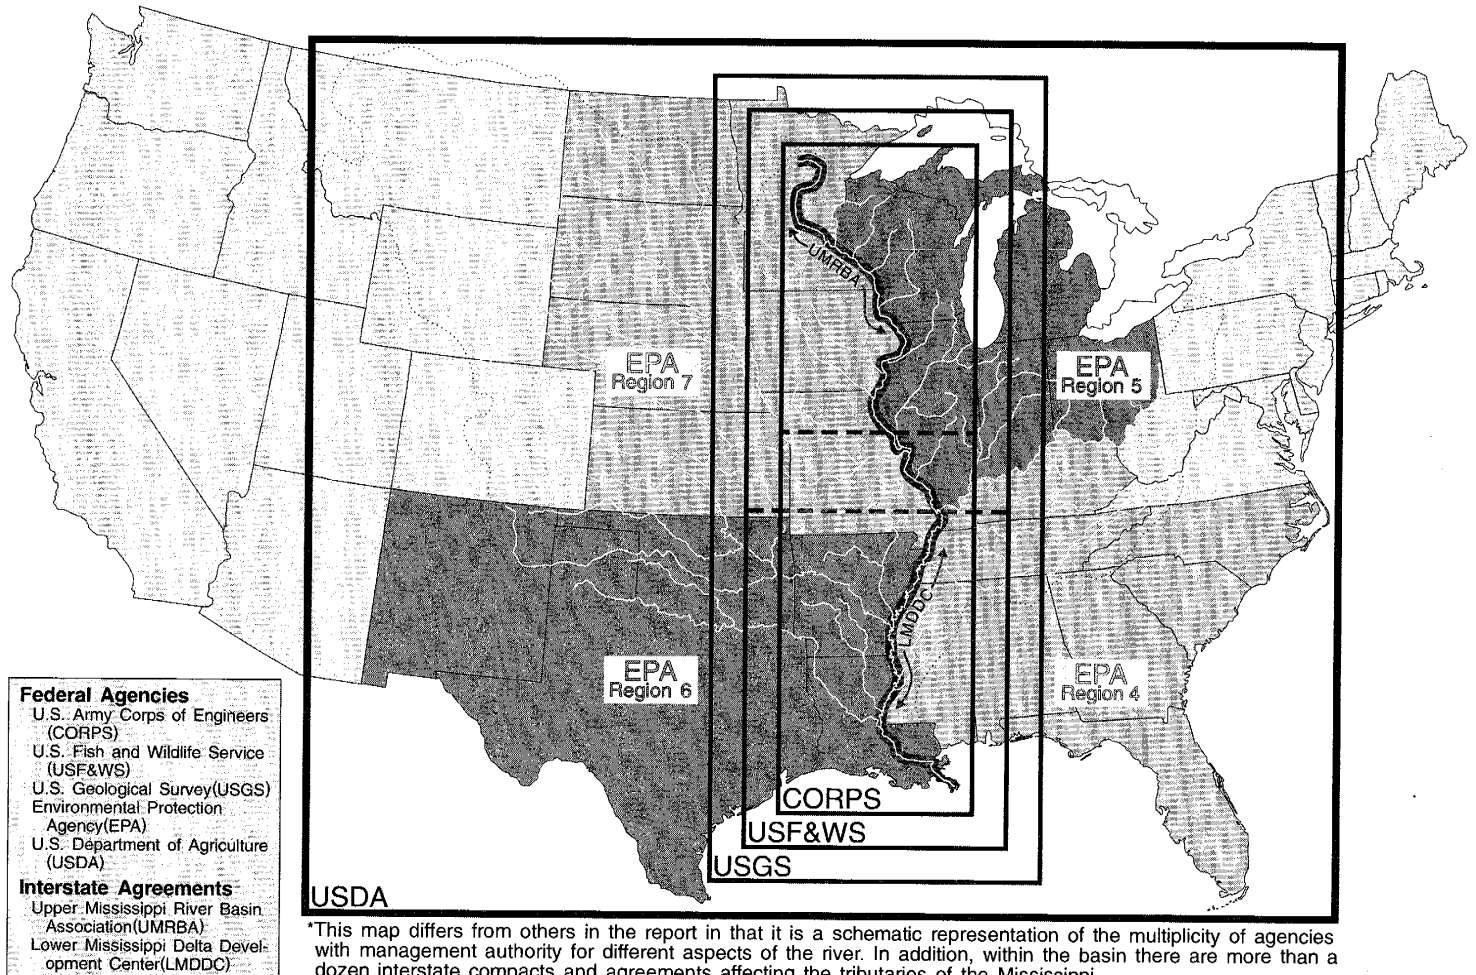 UMRBA
EPA
Region 7
EPA
Region 5
LMDDC
EPA
Region 6
EPA
Region 4
CORPS
USF&WS
USGS
USDA
Federal Agencies
U.S. Army Corps of Engineers
(CORPS)
U.S. Fish and Wildlife Service
(USF&WS)
U.S. Geological Survey(USGS)
Environmental Protection
Agency(EPA)
U.S. Department of Agriculture
(USDA)
Interstate Agreements
Upper Mississippi River Basin
Association(UMRBA)
Lower Mississippi Delta Devel-
opment Center(LMDDC)
*This map differs from others in the report in that it is a schematic representation of the multiplicity of agencies
with management authority for different aspects of the river. In addition, within the basin there are more than a
dozen interstate compacts and agreements affecting the tributaries of the Mississippi.